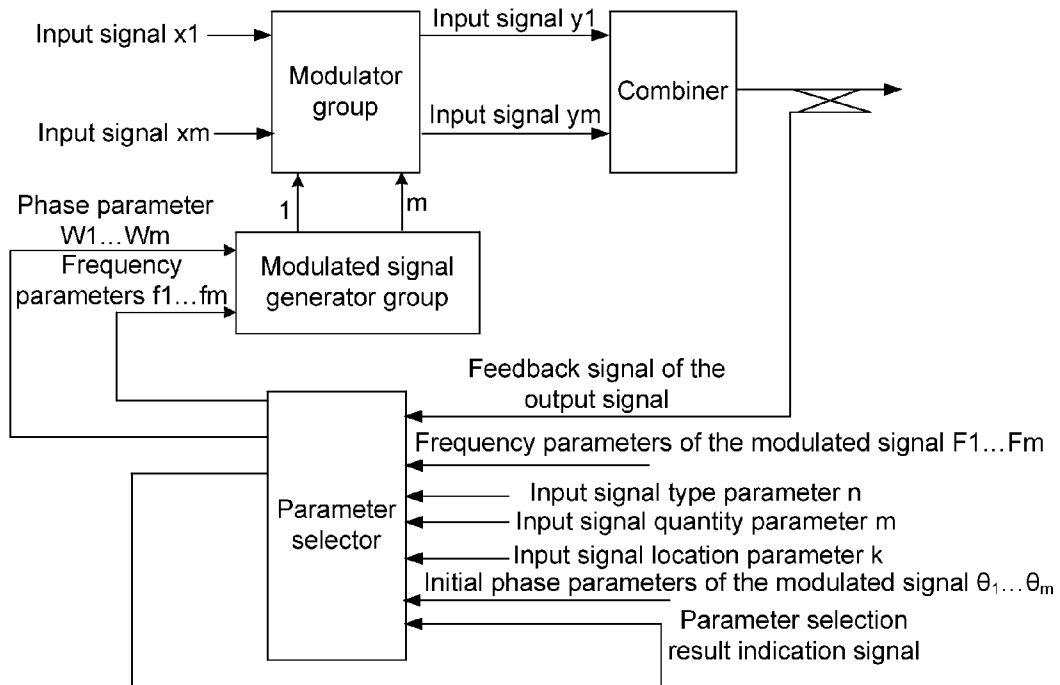 Input signal x1
Input signal xm
Modulator
group
Input signal y1
Input signal ym
Combiner
1
m
Phase parameter
W1...Wm
Frequency
parameters f1...fm
Modulated signal
generator group
Feedback signal of the
output signal
Frequency parameters of the modulated signal F1...Fm
Input signal type parameter n
Input signal quantity parameter m
Input signal location parameter k
Initial phase parameters of the modulated signal θ₁...θₘ
Parameter selection
result indication signal
Parameter
selector